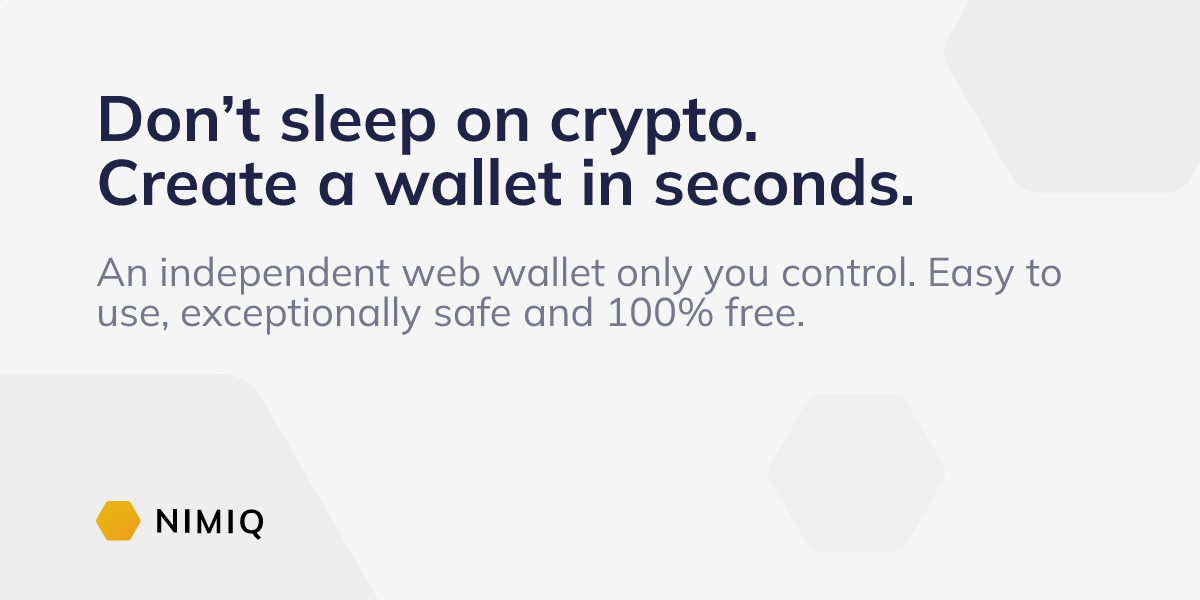 Don’t sleep on crypto.
Create a wallet in seconds.
An independent web wallet only you control. Easy to
use, exceptionally safe and 100% free.
NIMIQ